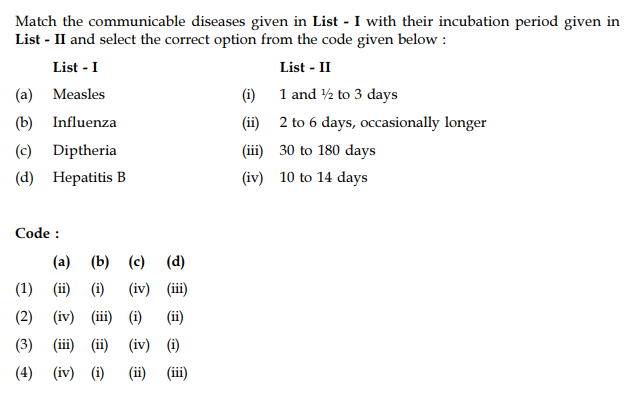 Match the communicable diseases given in List - I with their incubation period given in
List - II and select the correct option from the code given below :
List - I List - II
(a) Measles (i) 1 and ½ to 3 days
(b) Influenza (ii) 2 to 6 days, occasionally longer
(c) Diptheria (iii) 30 to 180 days
(d) Hepatitis B (iv) 10 to 14 days
Code :
(a) (b) (c) (d)
(1) (ii) (i) (iv) (iii)
(2) (iv) (iii) (i) (ii)
(3) (iii) (ii) (iv) (i)
(4) (iv) (i) (ii) (iii)